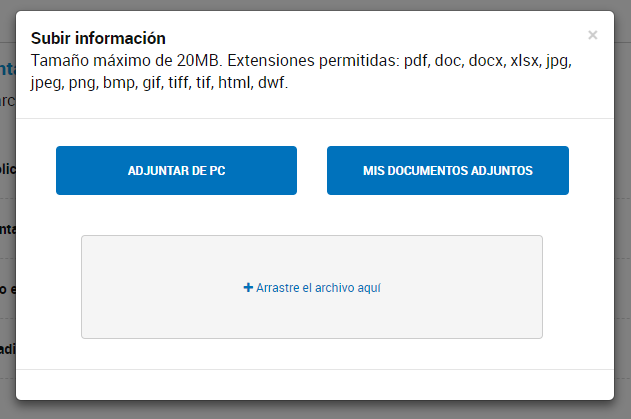 Subir información
×
Tamaño máximo de 20MB. Extensiones permitidas: pdf, doc, docx, xlsx, jpg,
jpeg, png, bmp, gif, tiff, tif, html, dwf.
ADJUNTAR DE PC
MIS DOCUMENTOS ADJUNTOS
+ Arrastre el archivo aquí